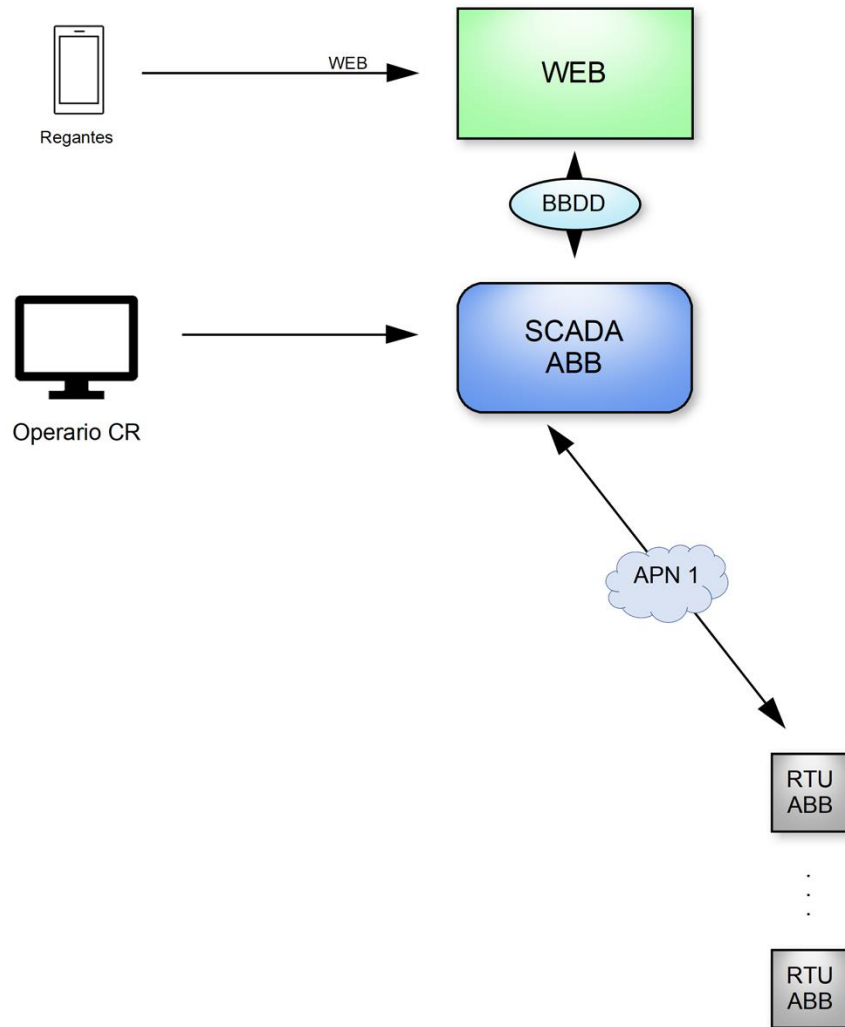 WEB
WEB
Regantes
BBDD
SCADA
ABB
Operario CR
APN 1
RTU
ABB
RTU
ABB